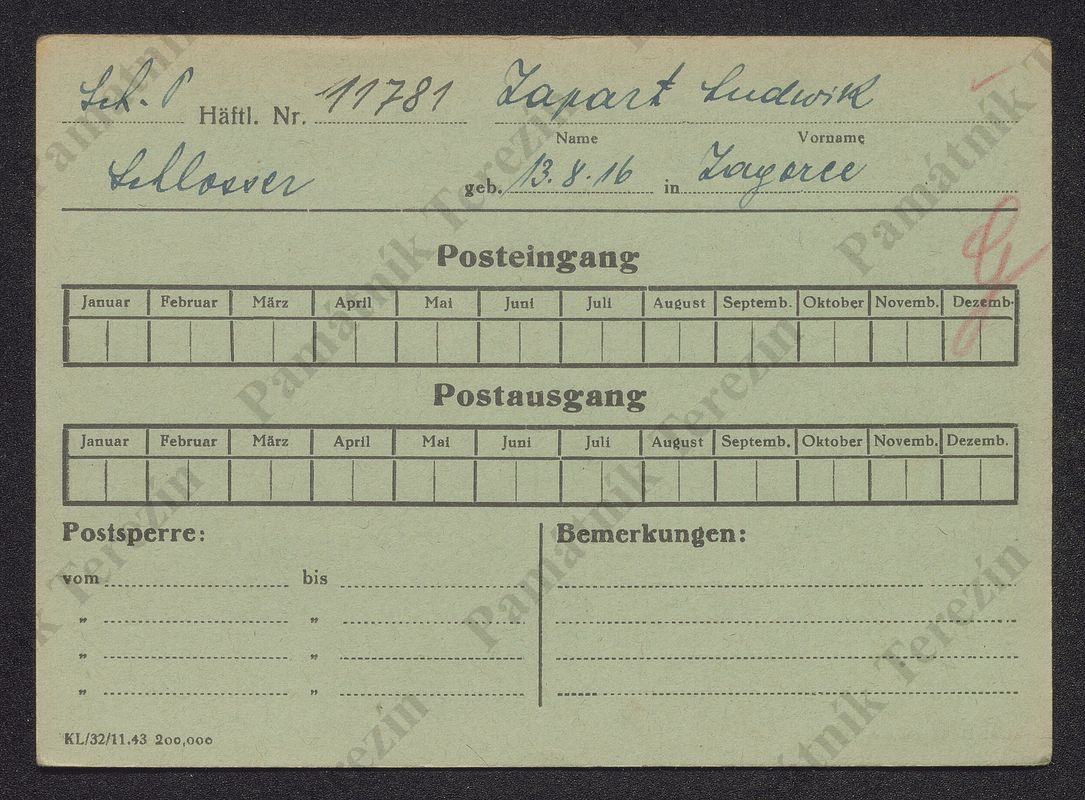 Sch. P Häftl. Nr. 11781 Zapart Ludwik
Name Vorname
Schlosser geb. 13.8.16 in Zagorce
Posteingang
Januar Februar März April Mai Juni Juli August Septemb. Oktober Novemb. Dezemb.
Postausgang
Januar Februar März April Mai Juni Juli August Septemb. Oktober Novemb. Dezemb.
Postsperre: Bemerkungen:
vom bis
" "
" "
" "
KL/32/11.43 200,000
Památník Terezín